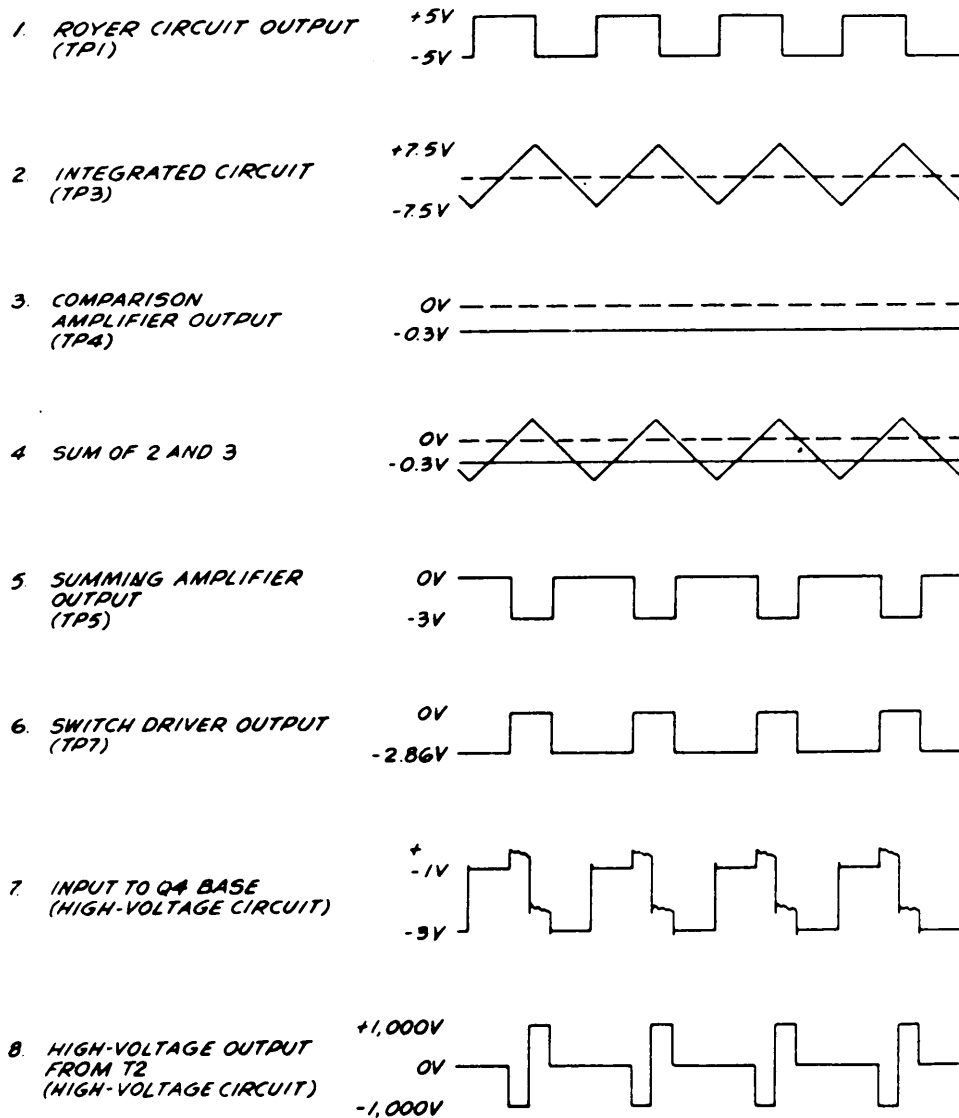 1. ROYER CIRCUIT OUTPUT
(TP1)
+5V
-5V
2 INTEGRATED CIRCUIT
(TP3)
+7.5V
-7.5V
3. COMPARISON
AMPLIFIER OUTPUT
(TP4)
0V
-0.3V
4 SUM OF 2 AND 3
0V
-0.3V
5. SUMMING AMPLIFIER
OUTPUT
(TP5)
0V
-3V
6. SWITCH DRIVER OUTPUT
(TP7)
0V
-2.86V
7. INPUT TO Q4 BASE
(HIGH-VOLTAGE CIRCUIT)
+
-1V
-3V
8. HIGH-VOLTAGE OUTPUT
FROM T2
(HIGH-VOLTAGE CIRCUIT)
+1,000V
0V
-1,000V